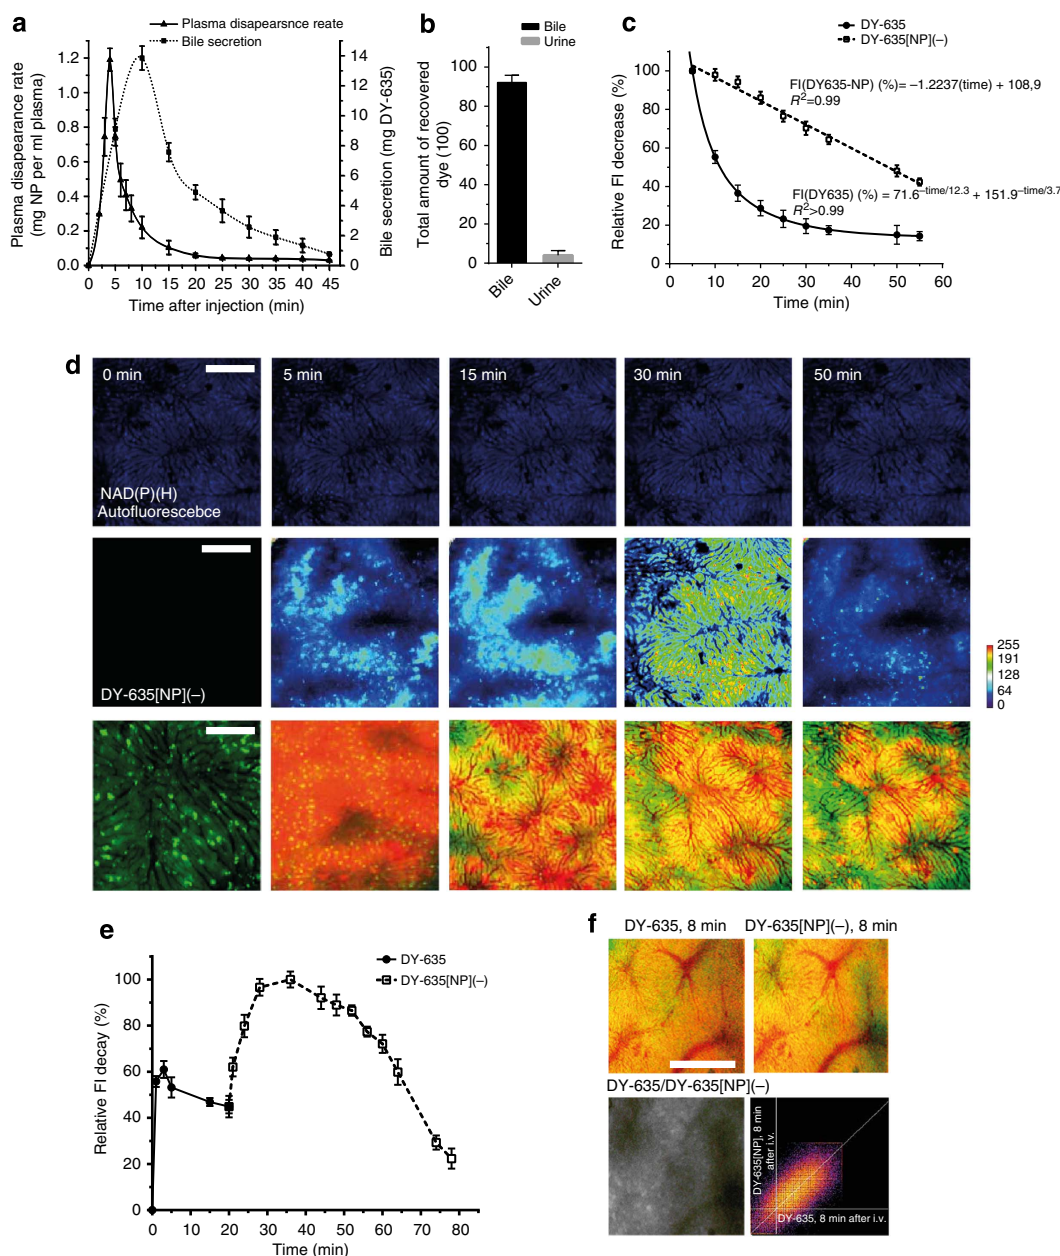 a
Plasma disapearsnce reate
Bile secretion
Plasma disapearance rate
(mg NP per ml plasma)
1.2
1.0
0.8
0.6
0.4
0.2
0.0
14
12
10
8
6
4
2
0
Bile secretion (mg DY-635)
0 5 10 15 20 25 30 35 40 45
Time after injection (min)
b
Bile
Urine
Total amount of recovered
dye (100)
100
80
60
40
20
0
Bile
Urine
c
DY-635
DY-635[NP](–)
Relative FI decrease (%)
100
80
60
40
20
0
FI(DY635-NP) (%)= –1.2237(time) + 108,9
R²=0.99
FI(DY635) (%) = 71.6^–time/12.3 + 151.9^–time/3.7
R²>0.99
0 10 20 30 40 50 60
Time (min)
d
0 min
5 min
15 min
30 min
50 min
NAD(P)(H)
Autofluorescebce
DY-635[NP](–)
255
191
128
64
0
e
DY-635
DY-635[NP](–)
Relative FI decay (%)
100
80
60
40
20
0
0 10 20 30 40 50 60 70 80
Time (min)
f
DY-635, 8 min
DY-635[NP](–), 8 min
DY-635/DY-635[NP](–)
DY-635[NP], 8 min
after i.v.
DY-635, 8 min after i.v.